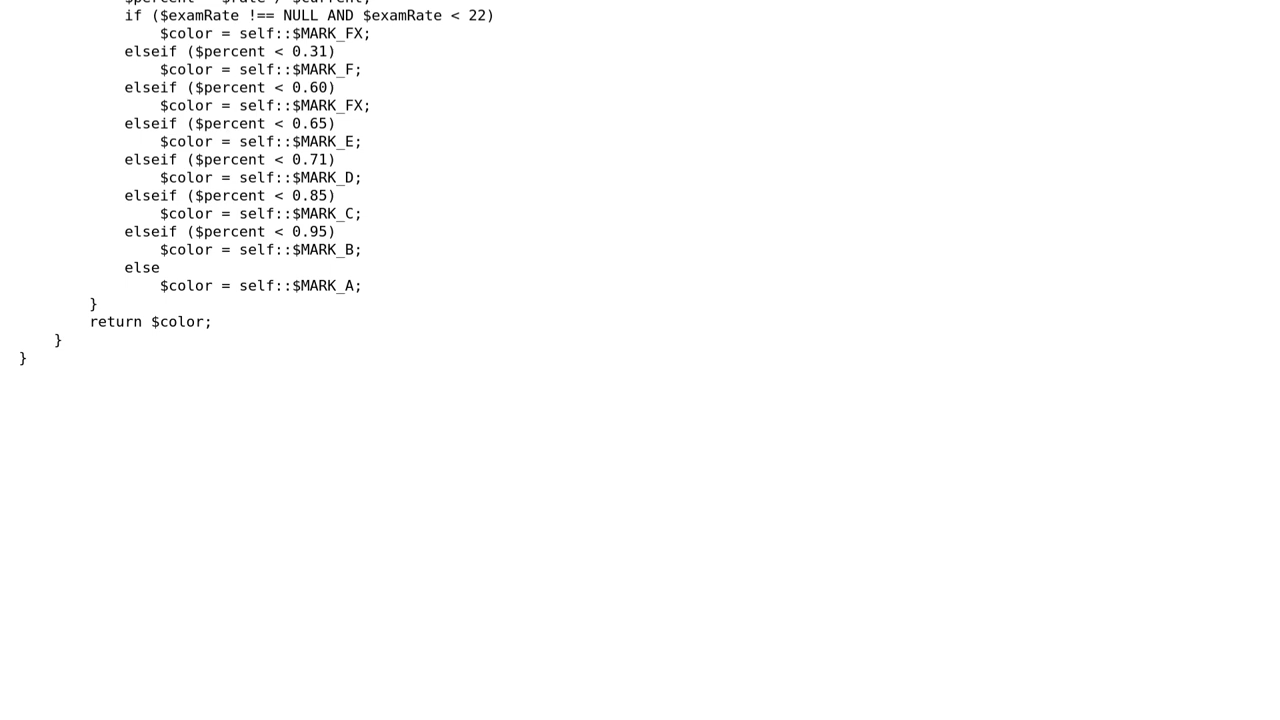 $percent = $rate / $current;
if ($examRate !== NULL AND $examRate < 22)
$color = self::$MARK_FX;
elseif ($percent < 0.31)
$color = self::$MARK_F;
elseif ($percent < 0.60)
$color = self::$MARK_FX;
elseif ($percent < 0.65)
$color = self::$MARK_E;
elseif ($percent < 0.71)
$color = self::$MARK_D;
elseif ($percent < 0.85)
$color = self::$MARK_C;
elseif ($percent < 0.95)
$color = self::$MARK_B;
else
$color = self::$MARK_A;
}
return $color;
}
}